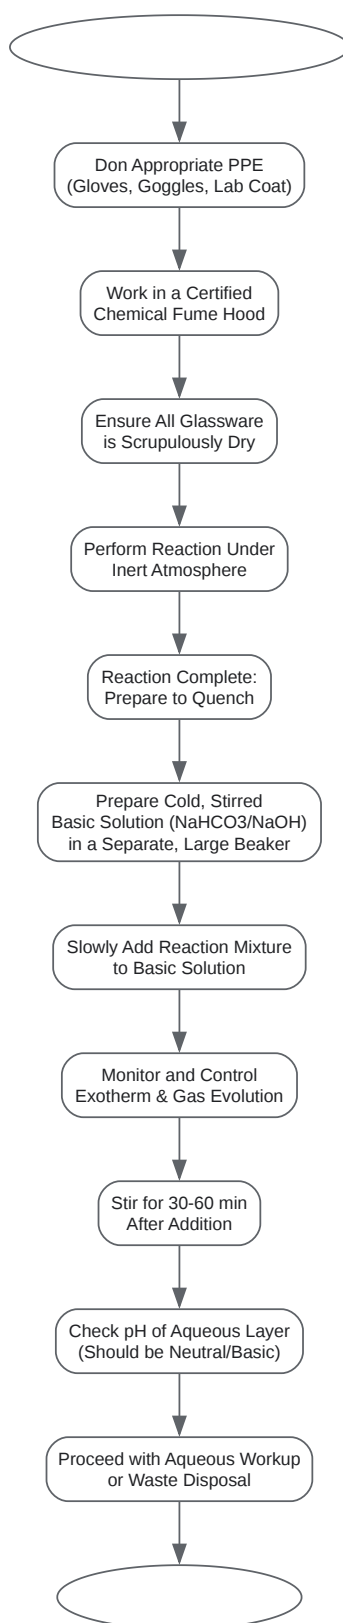 Don Appropriate PPE
(Gloves, Goggles, Lab Coat)
Work in a Certified
Chemical Fume Hood
Ensure All Glassware
is Scrupulously Dry
Perform Reaction Under
Inert Atmosphere
Reaction Complete:
Prepare to Quench
Prepare Cold, Stirred
Basic Solution (NaHCO3/NaOH)
in a Separate, Large Beaker
Slowly Add Reaction Mixture
to Basic Solution
Monitor and Control
Exotherm & Gas Evolution
Stir for 30-60 min
After Addition
Check pH of Aqueous Layer
(Should be Neutral/Basic)
Proceed with Aqueous Workup
or Waste Disposal